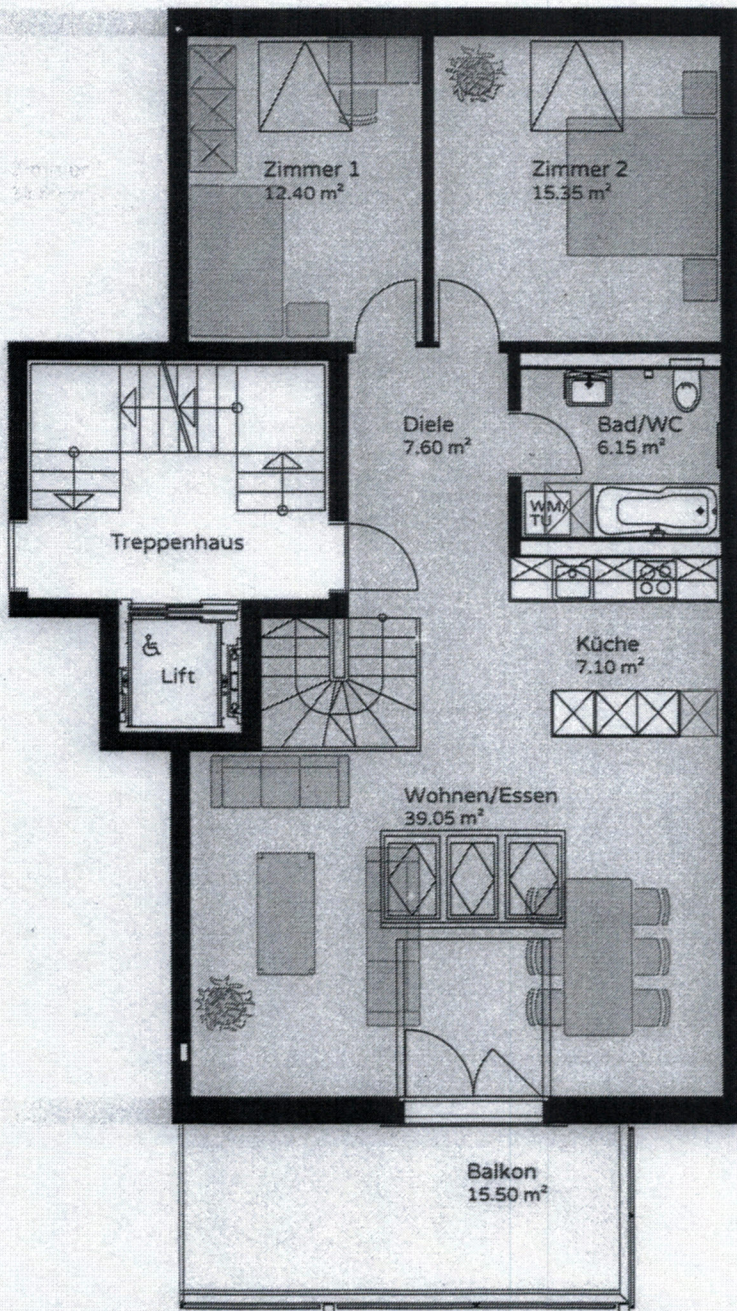 Zimmer 1
12.40 m²
Zimmer 2
15.35 m²
Diele
7.60 m²
Bad/WC
6.15 m²
WM/
TU
Treppenhaus
Küche
7.10 m²
Lift
Wohnen/Essen
39.05 m²
Balkon
15.50 m²